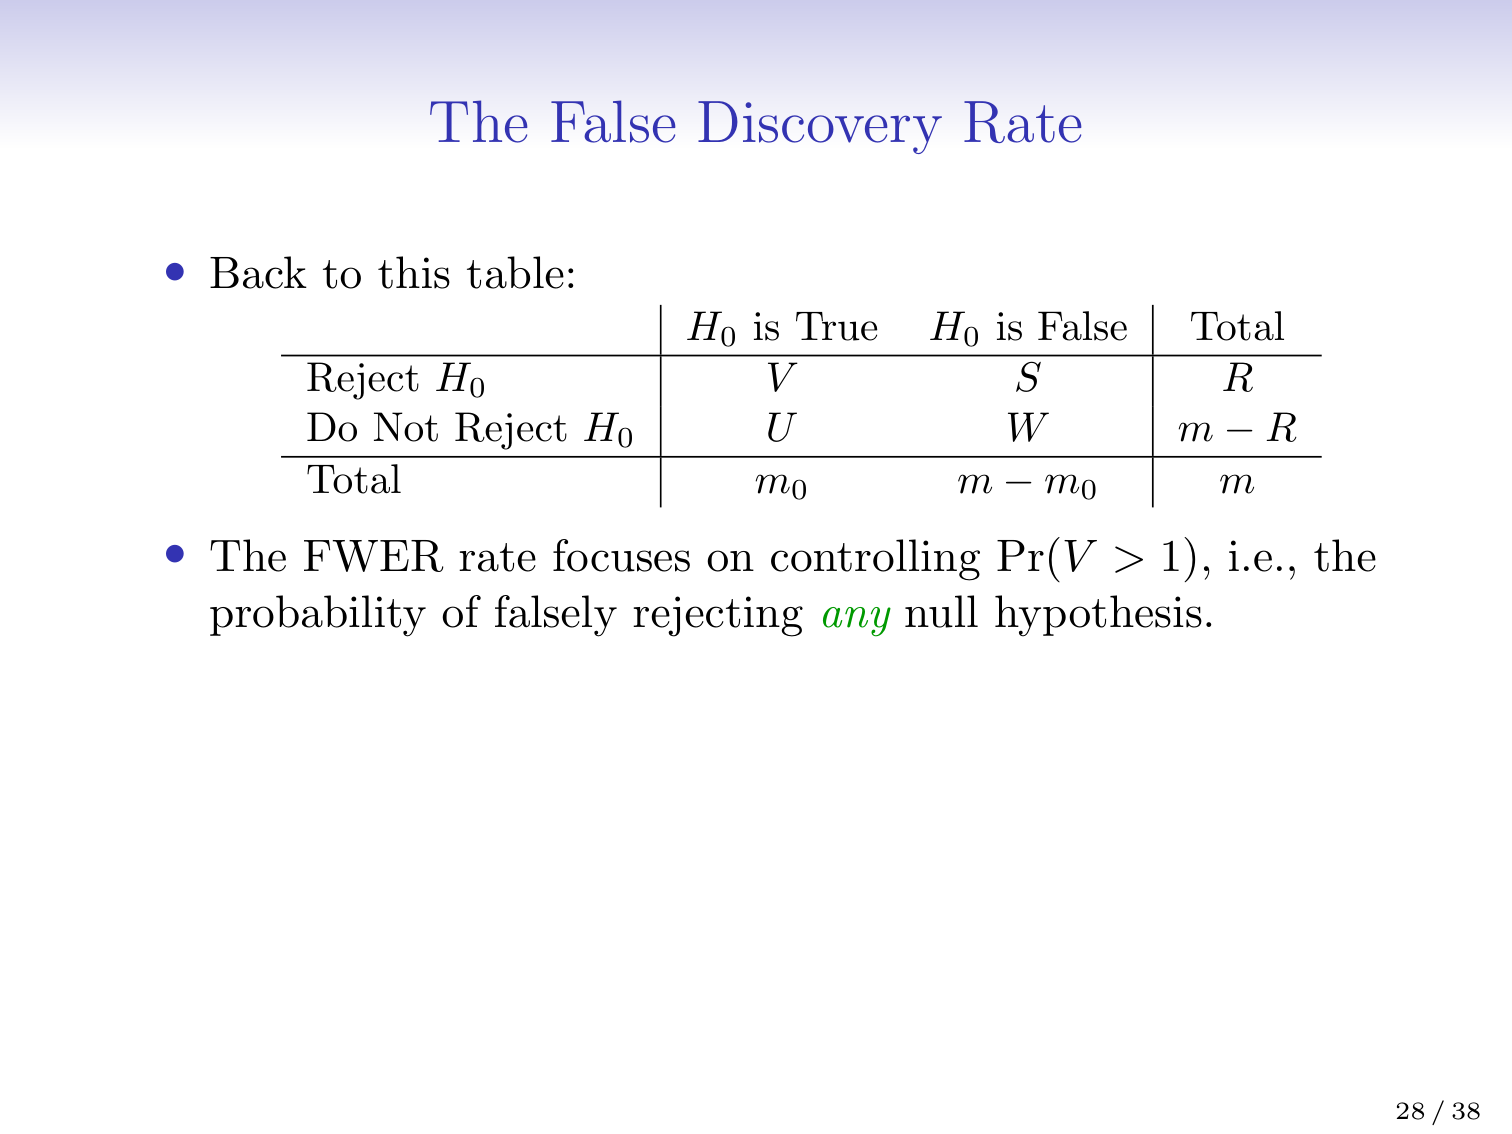 The False Discovery Rate
• Back to this table:
H₀ is True H₀ is False Total
Reject H₀ V S R
Do Not Reject H₀ U W m − R
Total m₀ m − m₀ m
• The FWER rate focuses on controlling Pr(V > 1), i.e., the
probability of falsely rejecting any null hypothesis.
28 / 38